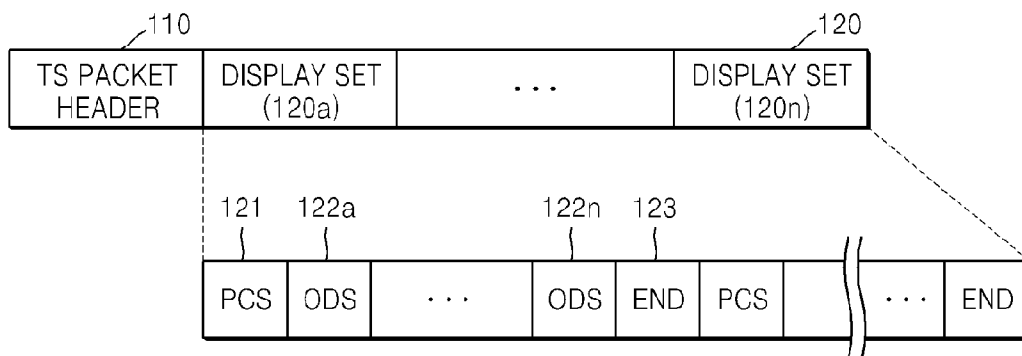 110
120
TS PACKET HEADER
DISPLAY SET (120a)
···
DISPLAY SET (120n)
121
122a
122n
123
PCS
ODS
···
ODS
END
PCS
···
END